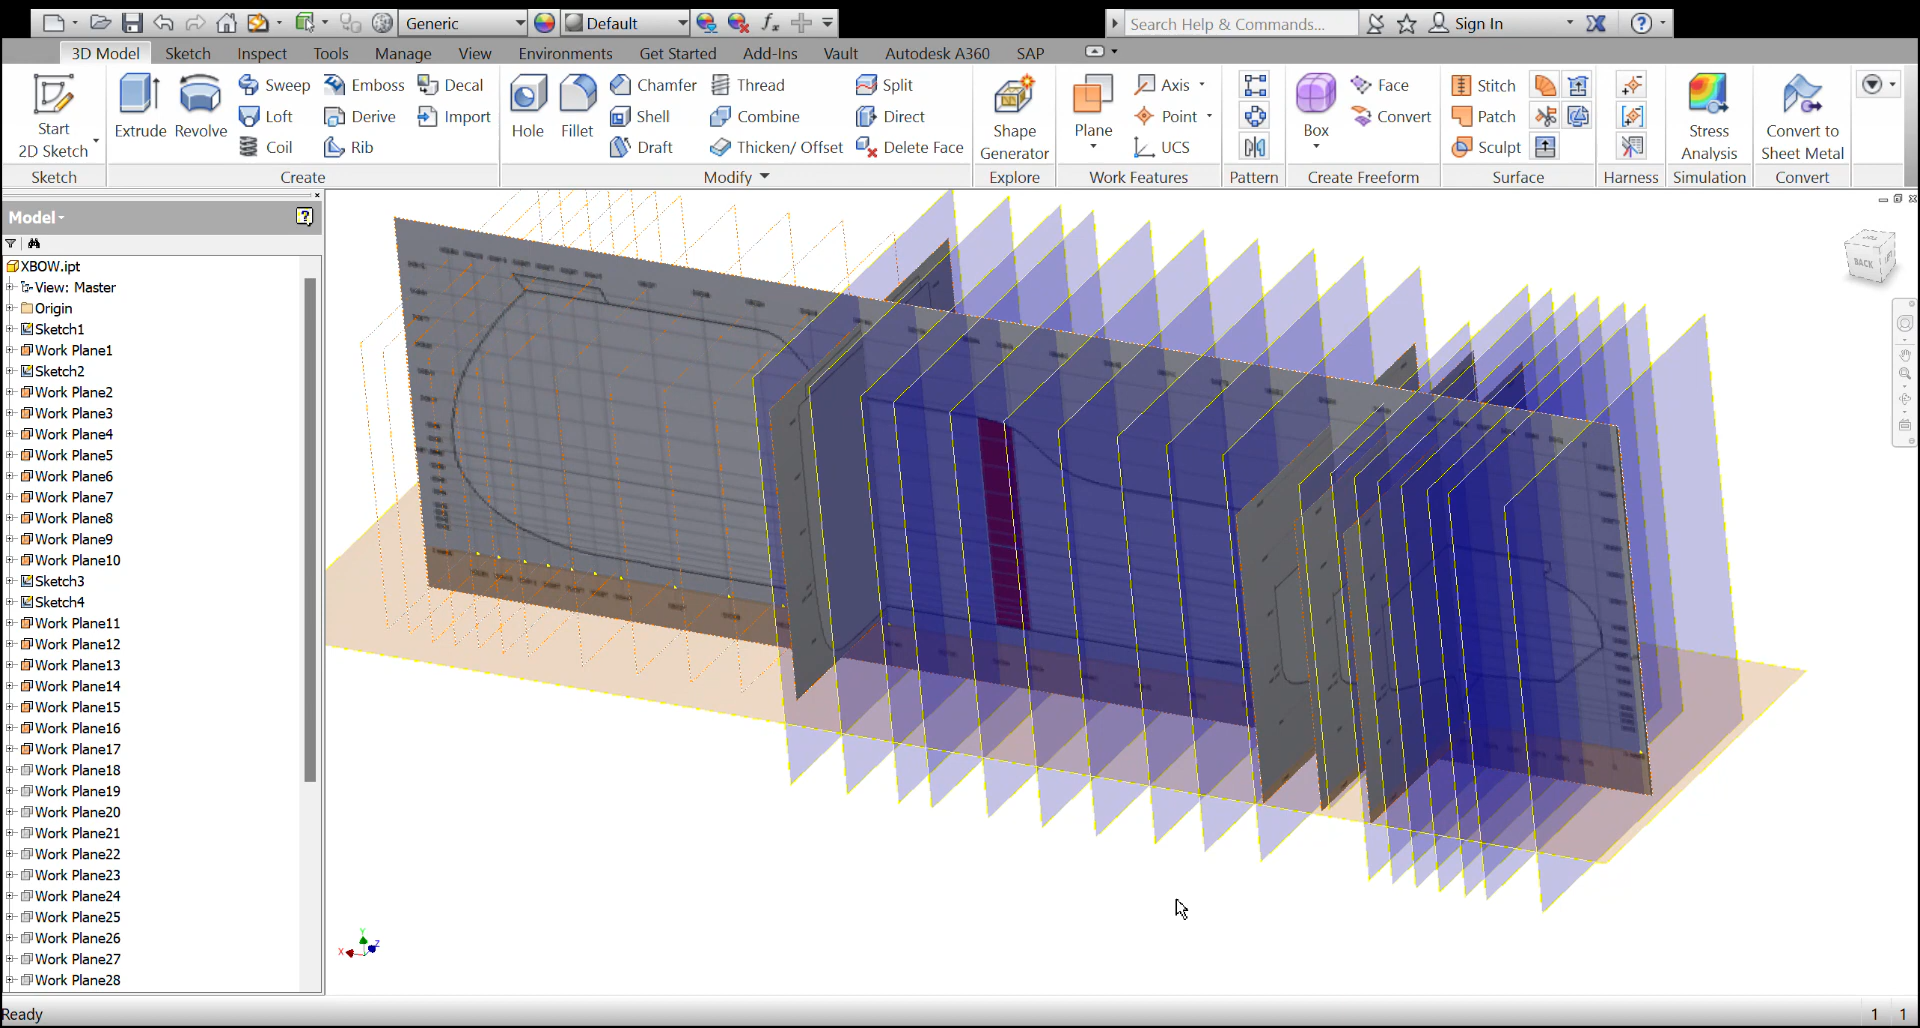 Generic Default fx Search Help & Commands... Sign In
3D Model Sketch Inspect Tools Manage View Environments Get Started Add-Ins Vault Autodesk A360 SAP
Start
2D Sketch
Extrude Revolve
Sweep
Loft
Coil
Emboss
Derive
Rib
Decal
Import
Hole Fillet
Chamfer
Shell
Draft
Thread
Combine
Thicken/ Offset
Split
Direct
Delete Face
Shape
Generator
Plane
Axis
Point
UCS
Box
Face
Convert
Stitch
Patch
Sculpt
Stress
Analysis
Convert to
Sheet Metal
Sketch Create Modify Explore Work Features Pattern Create Freeform Surface Harness Simulation Convert
Model
XBOW.ipt
View: Master
Origin
Sketch1
Work Plane1
Sketch2
Work Plane2
Work Plane3
Work Plane4
Work Plane5
Work Plane6
Work Plane7
Work Plane8
Work Plane9
Work Plane10
Sketch3
Sketch4
Work Plane11
Work Plane12
Work Plane13
Work Plane14
Work Plane15
Work Plane16
Work Plane17
Work Plane18
Work Plane19
Work Plane20
Work Plane21
Work Plane22
Work Plane23
Work Plane24
Work Plane25
Work Plane26
Work Plane27
Work Plane28
BACK
Y
X Z
Ready 1 1